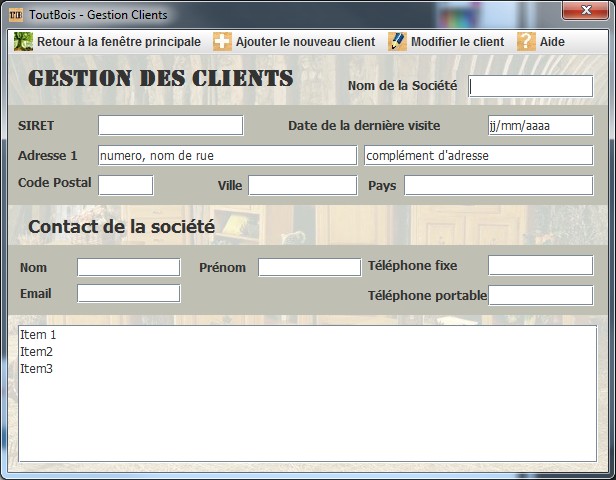 ToutBois - Gestion Clients
Retour à la fenêtre principale Ajouter le nouveau client Modifier le client Aide
GESTION DES CLIENTS
Nom de la Société
SIRET Date de la dernière visite jj/mm/aaaa
Adresse 1 numero, nom de rue complément d'adresse
Code Postal Ville Pays
Contact de la société
Nom Prénom Téléphone fixe
Email Téléphone portable
Item 1
Item2
Item3